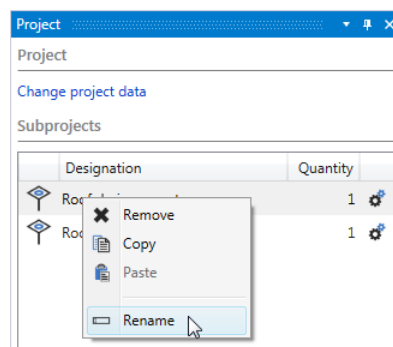 Project
Project
Change project data
Subprojects
Designation Quantity
1
Remove
1
Copy
Paste
Rename